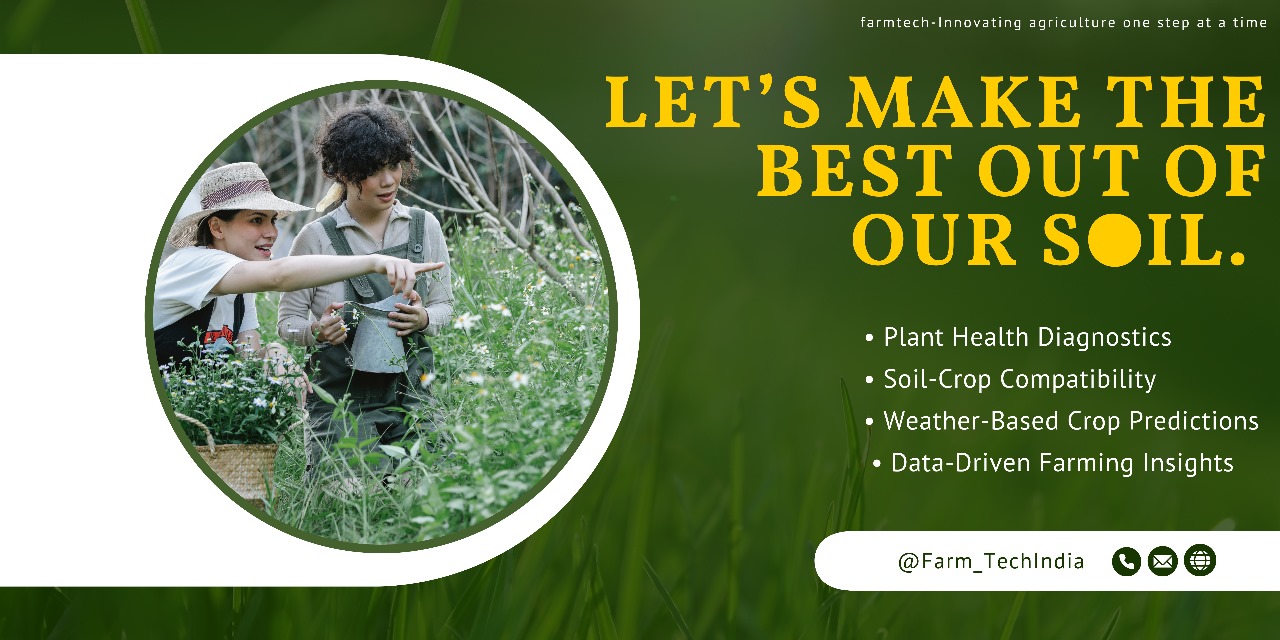 farmtech-Innovating agriculture one step at a time
LET’S MAKE THE
BEST OUT OF
OUR SOIL.
• Plant Health Diagnostics
• Soil-Crop Compatibility
• Weather-Based Crop Predictions
• Data-Driven Farming Insights
@Farm_TechIndia